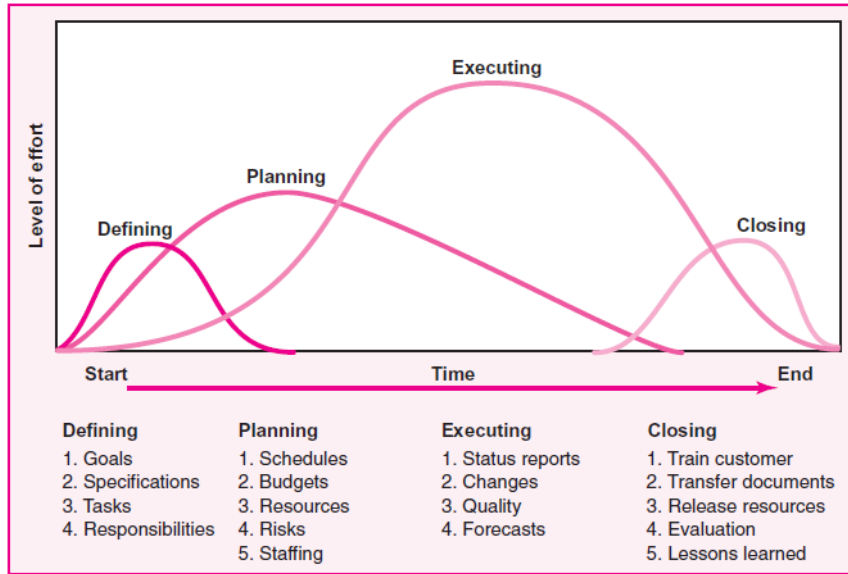 Executing
Planning
Defining
Closing
Level of effort
Start
Time
End
Defining
1. Goals
2. Specifications
3. Tasks
4. Responsibilities
Planning
1. Schedules
2. Budgets
3. Resources
4. Risks
5. Staffing
Executing
1. Status reports
2. Changes
3. Quality
4. Forecasts
Closing
1. Train customer
2. Transfer documents
3. Release resources
4. Evaluation
5. Lessons learned